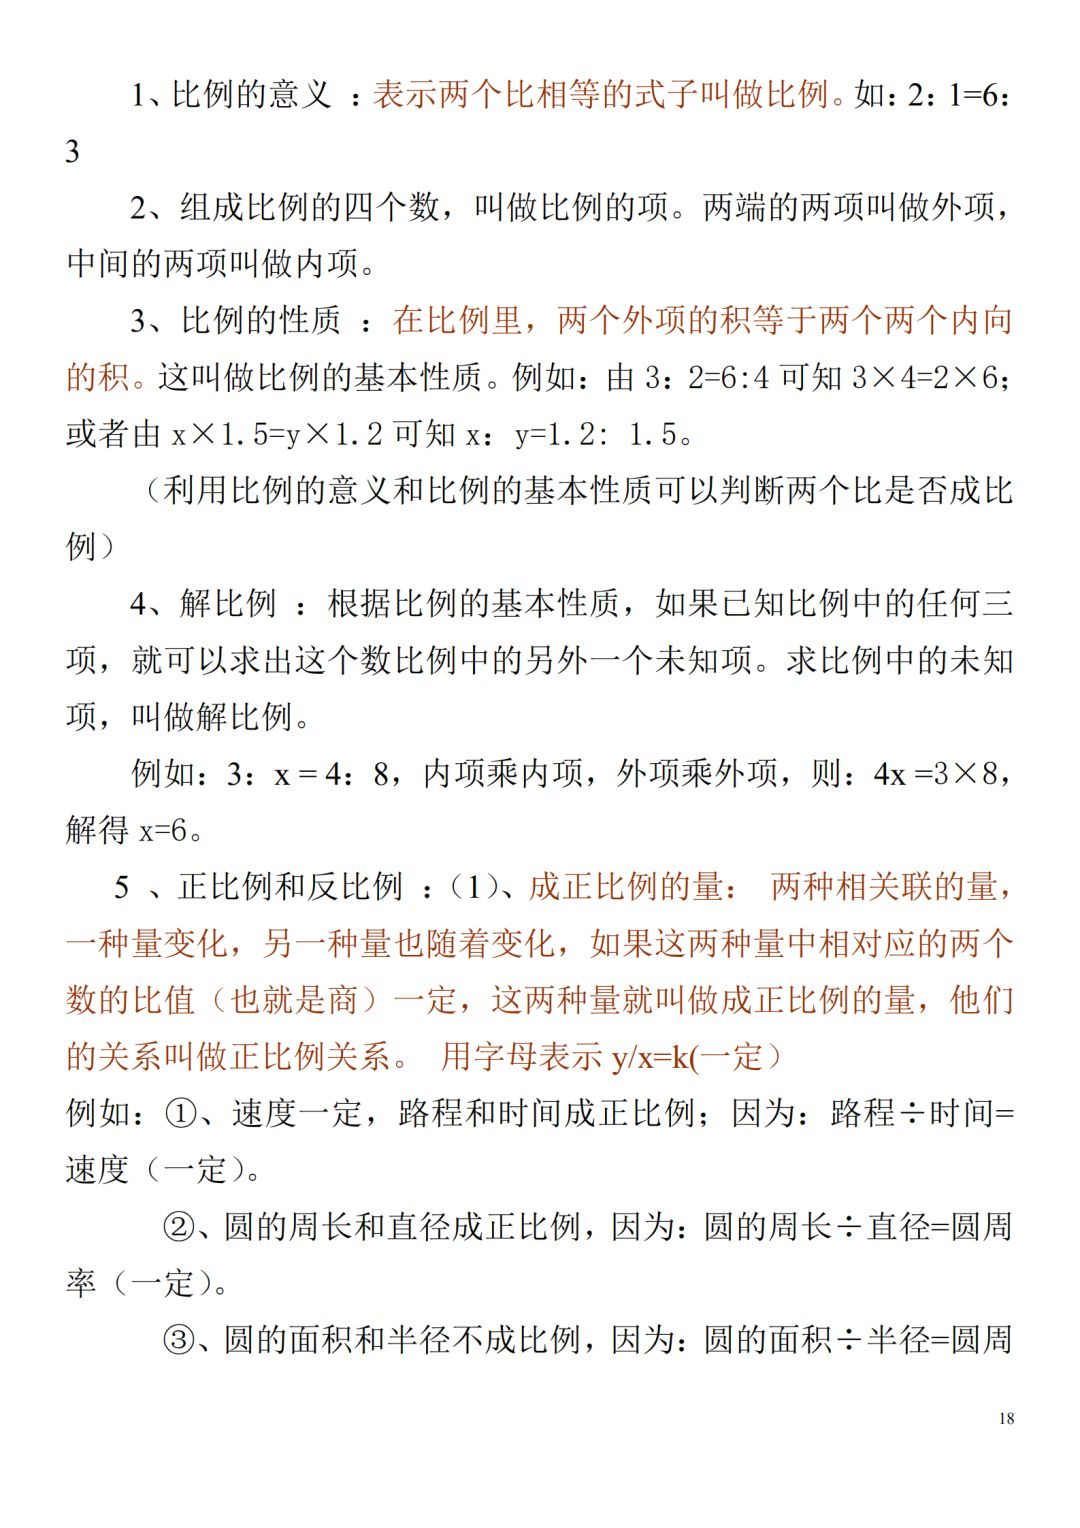 1、比例的意义 ：表示两个比相等的式子叫做比例。如：2：1=6：
3
2、组成比例的四个数，叫做比例的项。两端的两项叫做外项，
中间的两项叫做内项。
3、比例的性质 ：在比例里，两个外项的积等于两个两个内向
的积。这叫做比例的基本性质。例如：由 3：2=6:4 可知 3×4=2×6；
或者由 x×1.5=y×1.2 可知 x：y=1.2: 1.5。
（利用比例的意义和比例的基本性质可以判断两个比是否成比
例）
4、解比例 ：根据比例的基本性质，如果已知比例中的任何三
项，就可以求出这个数比例中的另外一个未知项。求比例中的未知
项，叫做解比例。
例如：3：x = 4：8，内项乘内项，外项乘外项，则：4x =3×8，
解得 x=6。
5 、正比例和反比例 ：（1）、成正比例的量： 两种相关联的量，
一种量变化，另一种量也随着变化，如果这两种量中相对应的两个
数的比值（也就是商）一定，这两种量就叫做成正比例的量，他们
的关系叫做正比例关系。 用字母表示 y/x=k(一定）
例如：①、速度一定，路程和时间成正比例；因为：路程÷时间=
速度（一定）。
②、圆的周长和直径成正比例，因为：圆的周长÷直径=圆周
率（一定）。
③、圆的面积和半径不成比例，因为：圆的面积÷半径=圆周
18